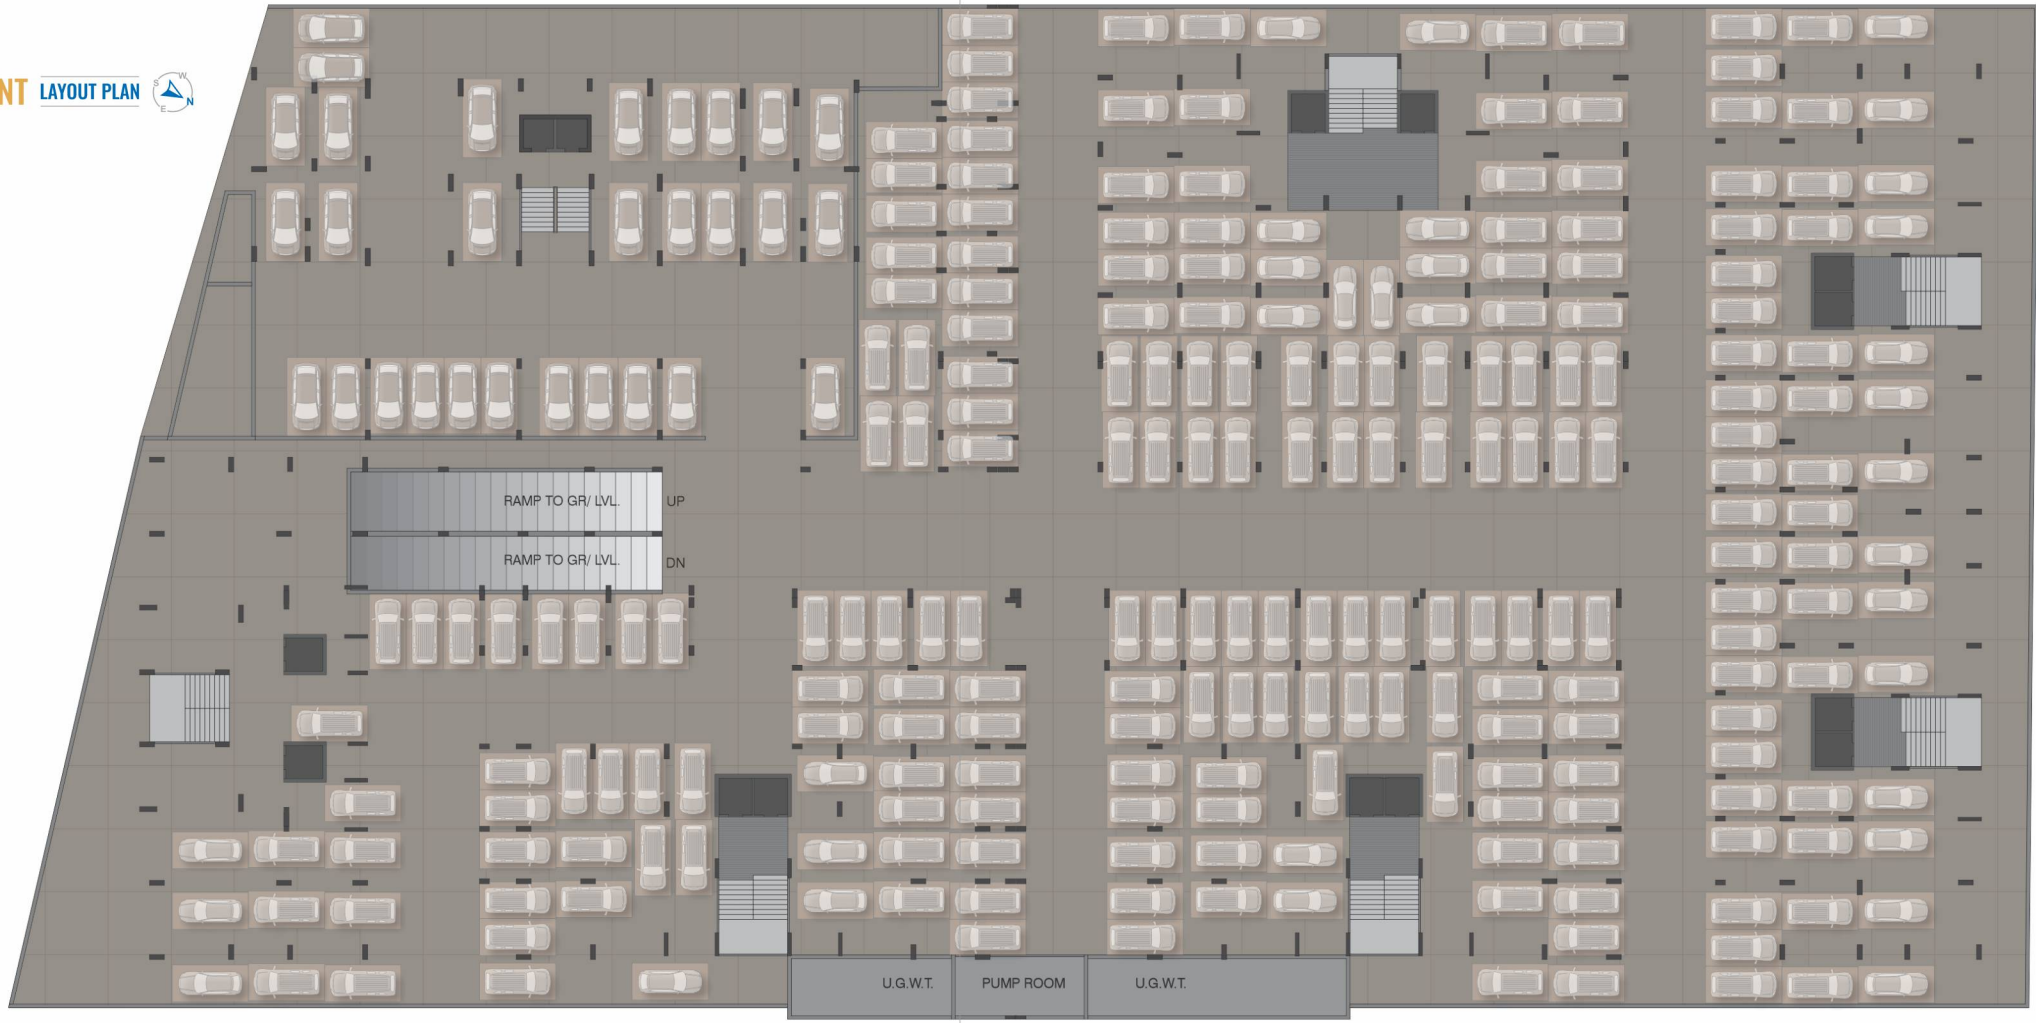 NT LAYOUT PLAN
S W
E N
RAMP TO GR/ LVL. UP
RAMP TO GR/ LVL. DN
U.G.W.T. PUMP ROOM U.G.W.T.